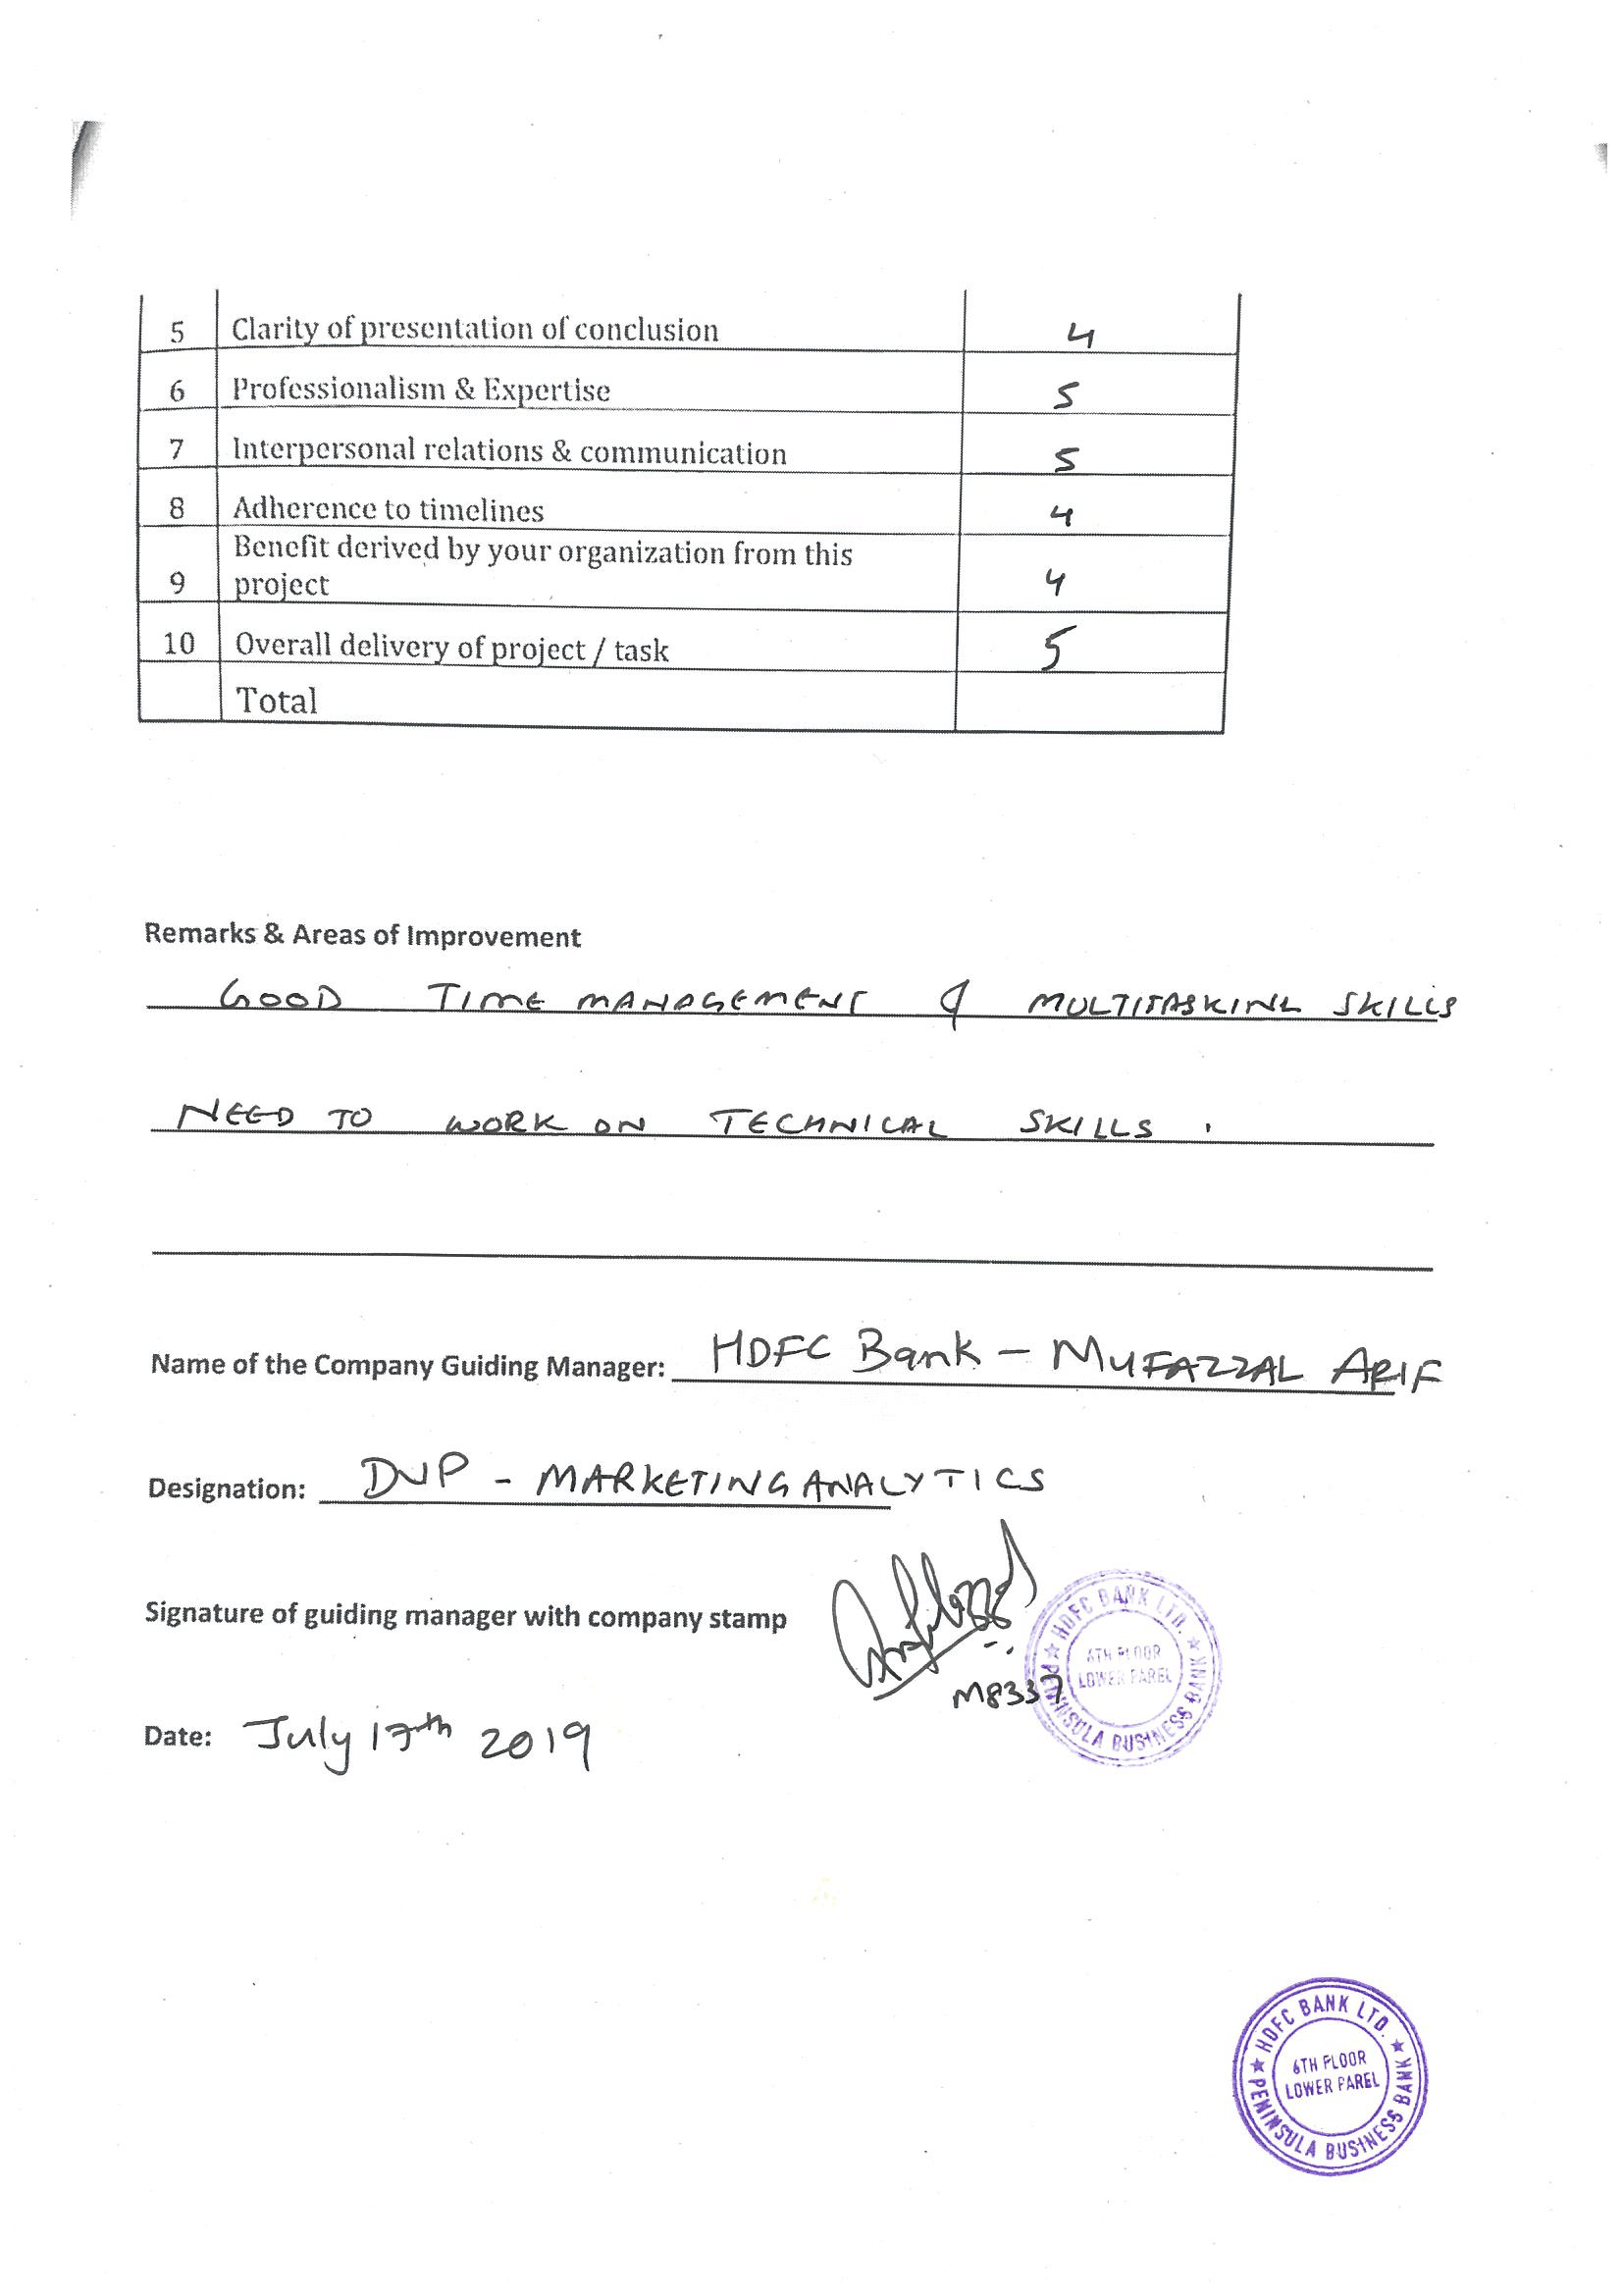 5 Clarity of presentation of conclusion 4
6 Professionalism & Expertise 5
7 Interpersonal relations & communication 5
8 Adherence to timelines 4
Benefit derived by your organization from this
9 project 4
10 Overall delivery of project / task 5
Total
Remarks & Areas of Improvement
GOOD TIME MANAGEMENT & MULTITASKING SKILLS
NEED TO WORK ON TECHNICAL SKILLS .
Name of the Company Guiding Manager: HDFC Bank - MUFAZZAL ARIF
Designation: DVP - MARKETING ANALYTICS
Signature of guiding manager with company stamp
M8337
HDFC BANK LTD.
6TH FLOOR
LOWER PAREL
PENINSULA BUSINESS BANK
Date: July 17th 2019
HDFC BANK LTD.
6TH FLOOR
LOWER PAREL
PENINSULA BUSINESS BANK